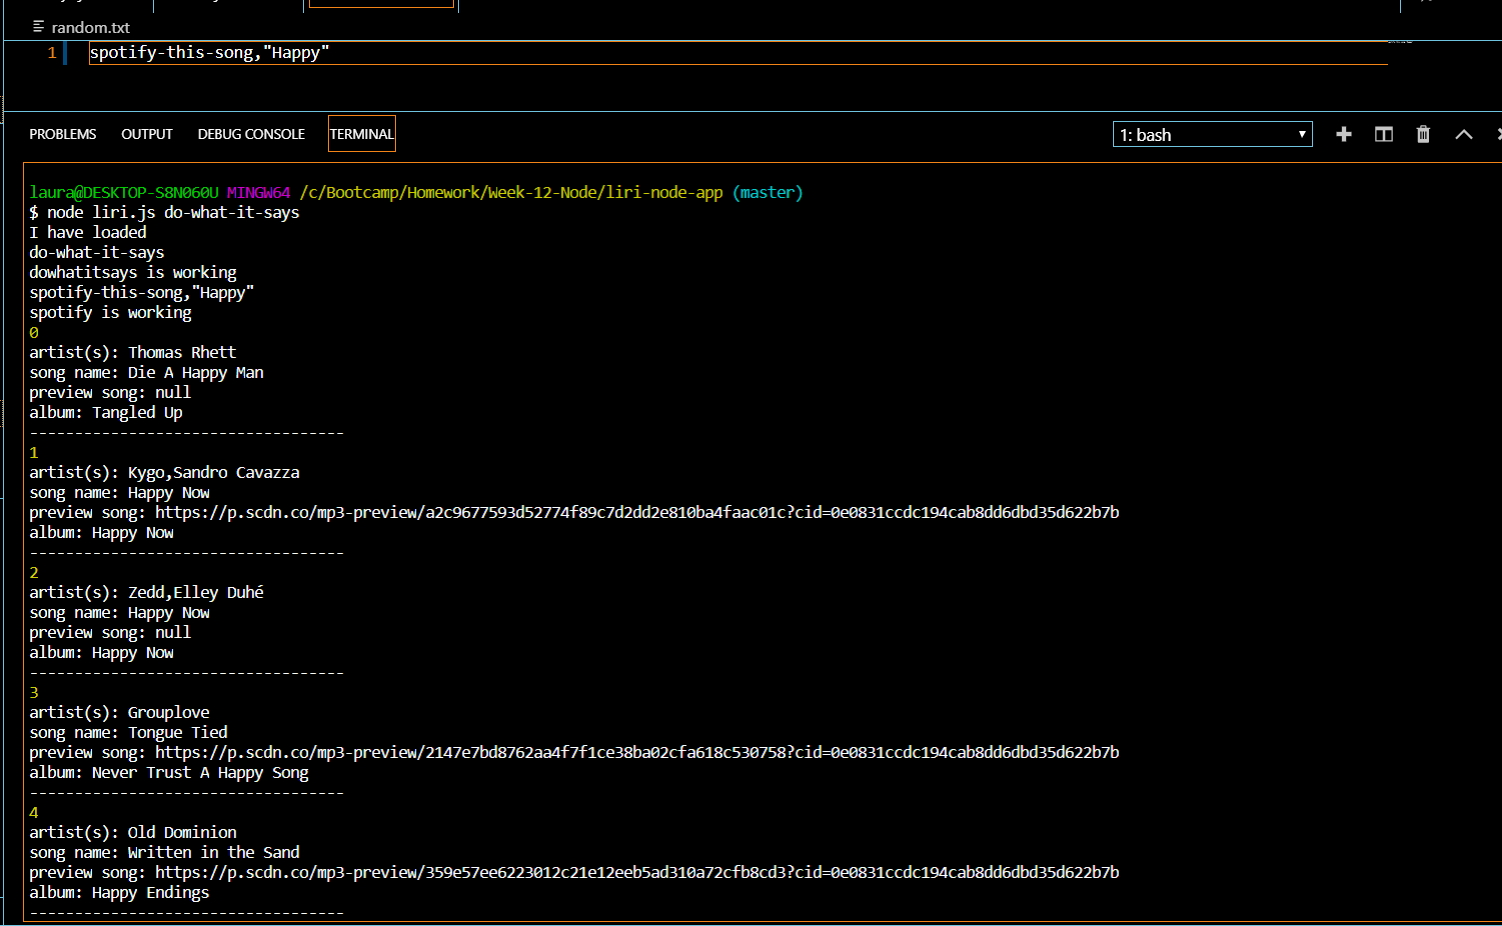 random.txt
1 spotify-this-song,"Happy"
PROBLEMS OUTPUT DEBUG CONSOLE TERMINAL 1: bash
laura@DESKTOP-S8N060U MINGW64 /c/Bootcamp/Homework/Week-12-Node/liri-node-app (master)
$ node liri.js do-what-it-says
I have loaded
do-what-it-says
dowhatitsays is working
spotify-this-song,"Happy"
spotify is working
0
artist(s): Thomas Rhett
song name: Die A Happy Man
preview song: null
album: Tangled Up
-----------------------------------
1
artist(s): Kygo,Sandro Cavazza
song name: Happy Now
preview song: https://p.scdn.co/mp3-preview/a2c9677593d52774f89c7d2dd2e810ba4faac01c?cid=0e0831ccdc194cab8dd6dbd35d622b7b
album: Happy Now
-----------------------------------
2
artist(s): Zedd,Elley Duhé
song name: Happy Now
preview song: null
album: Happy Now
-----------------------------------
3
artist(s): Grouplove
song name: Tongue Tied
preview song: https://p.scdn.co/mp3-preview/2147e7bd8762aa4f7f1ce38ba02cfa618c530758?cid=0e0831ccdc194cab8dd6dbd35d622b7b
album: Never Trust A Happy Song
-----------------------------------
4
artist(s): Old Dominion
song name: Written in the Sand
preview song: https://p.scdn.co/mp3-preview/359e57ee6223012c21e12eeb5ad310a72cfb8cd3?cid=0e0831ccdc194cab8dd6dbd35d622b7b
album: Happy Endings
-----------------------------------